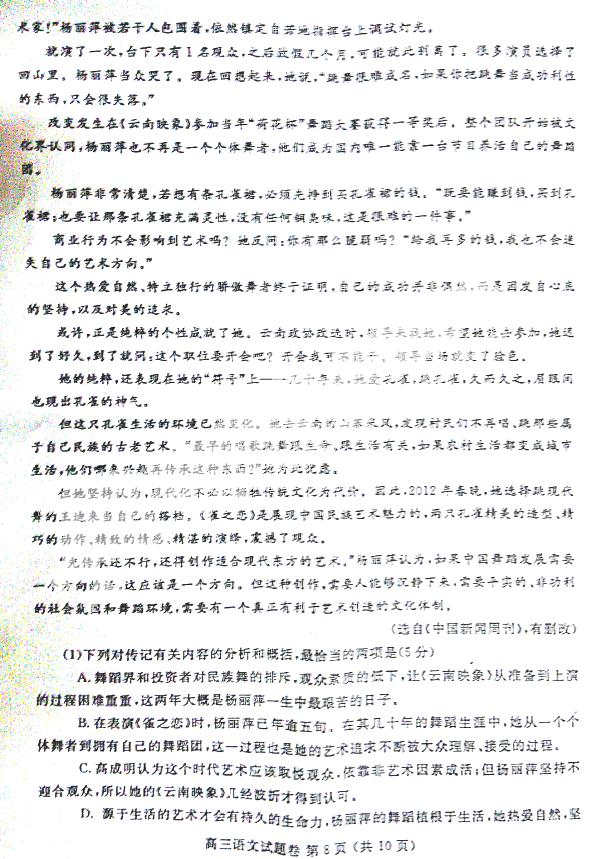 术家!”杨丽萍被若干人包围着,依然镇定自若地指挥台上调试灯光。
就演了一次,台下只有1名观众,之后放假几个月,可能就此到罢了。很多演员选择了
回山里。杨丽萍当众哭了。现在回想起来,她说,“跳舞很难成名,如果你把跳舞当成功利性
的东西,只会很失落。”
改变发生在《云南映象》参加当年“荷花杯”舞蹈大赛获得一等奖后。整个团队开始被文
化界认同,杨丽萍也不再是一个个体舞者,他们成为国内唯一能靠一台节目养活自己的舞蹈
团。
杨丽萍非常清楚,若想有条孔雀裙,必须先挣到买孔雀裙的钱。“既要能赚到钱,买到孔
雀裙;也要让那条孔雀裙充满灵性,没有任何铜臭味,这是很难的一件事。”
商业行为不会影响到艺术吗?她反问:你有那么脆弱吗?“给我再多的钱,我也不会迷
失自己的艺术方向。”
这个热爱自然、特立独行的骄傲舞者终于证明,自己的成功并非偶然,而是因发自心底
的坚持,以及对美的追求。
或许,正是纯粹的个性成就了她。云南政协改选时,领导来找她,希望她能去参加,她迟
到了好久,到了就问:这个职位要开会吧?开会我可不能干。领导当场就变了脸色。
她的纯粹,还表现在她的“符号”上——几十年来,她爱孔雀,跳孔雀,久而久之,眉眼间
也现出孔雀的神气。
但这只孔雀生活的环境已然变化。她去云南的山寨采风,发现村民们不再唱、跳那些属
于自己民族的古老艺术。“最早的唱歌跳舞跟生命、跟生活有关,如果农村生活都变成城市
生活,他们哪来兴趣再传承这种东西?”她为此忧虑。
但她坚持认为,现代化不必以牺牲传统文化为代价。因此,2012年春晚,她选择跳现代
舞的王迪来当自己的搭档。《雀之恋》是展现中国民族艺术魅力的,两只孔雀精美的造型、精
巧的动作、精致的情感、精湛的演绎,震撼了观众。
“光传承还不行,还得创作适合现代东方的艺术。”杨丽萍认为,如果中国舞蹈发展需要
一个方向的话,这应该是一个方向。但这种创作,需要人能够沉静下来,需要平实的、非功利
的社会氛围和舞蹈环境,需要有一个真正有利于艺术创造的文化体制。
(选自《中国新闻周刊》,有删改)
(1)下列对传记有关内容的分析和概括,最恰当的两项是(5分)
A. 舞蹈界和投资者对民族舞的排斥,观众素质的低下,让《云南映象》从准备到上演
的过程困难重重,这两年大概是杨丽萍一生中最艰苦的日子。
B. 在表演《雀之恋》时,杨丽萍已年逾五旬。在其几十年的舞蹈生涯中,她从一个个
体舞者到拥有自己的舞蹈团,这一过程也是她的艺术追求不断被大众理解、接受的过程。
C. 高成明认为这个时代艺术应该取悦观众,依靠非艺术因素成活;但杨丽萍坚持不
迎合观众,所以她的《云南映象》几经波折才得到认可。
D. 源于生活的艺术才会有持久的生命力,杨丽萍的舞蹈植根于生活,她热爱自然,坚
高三语文试题卷 第8页(共10页)